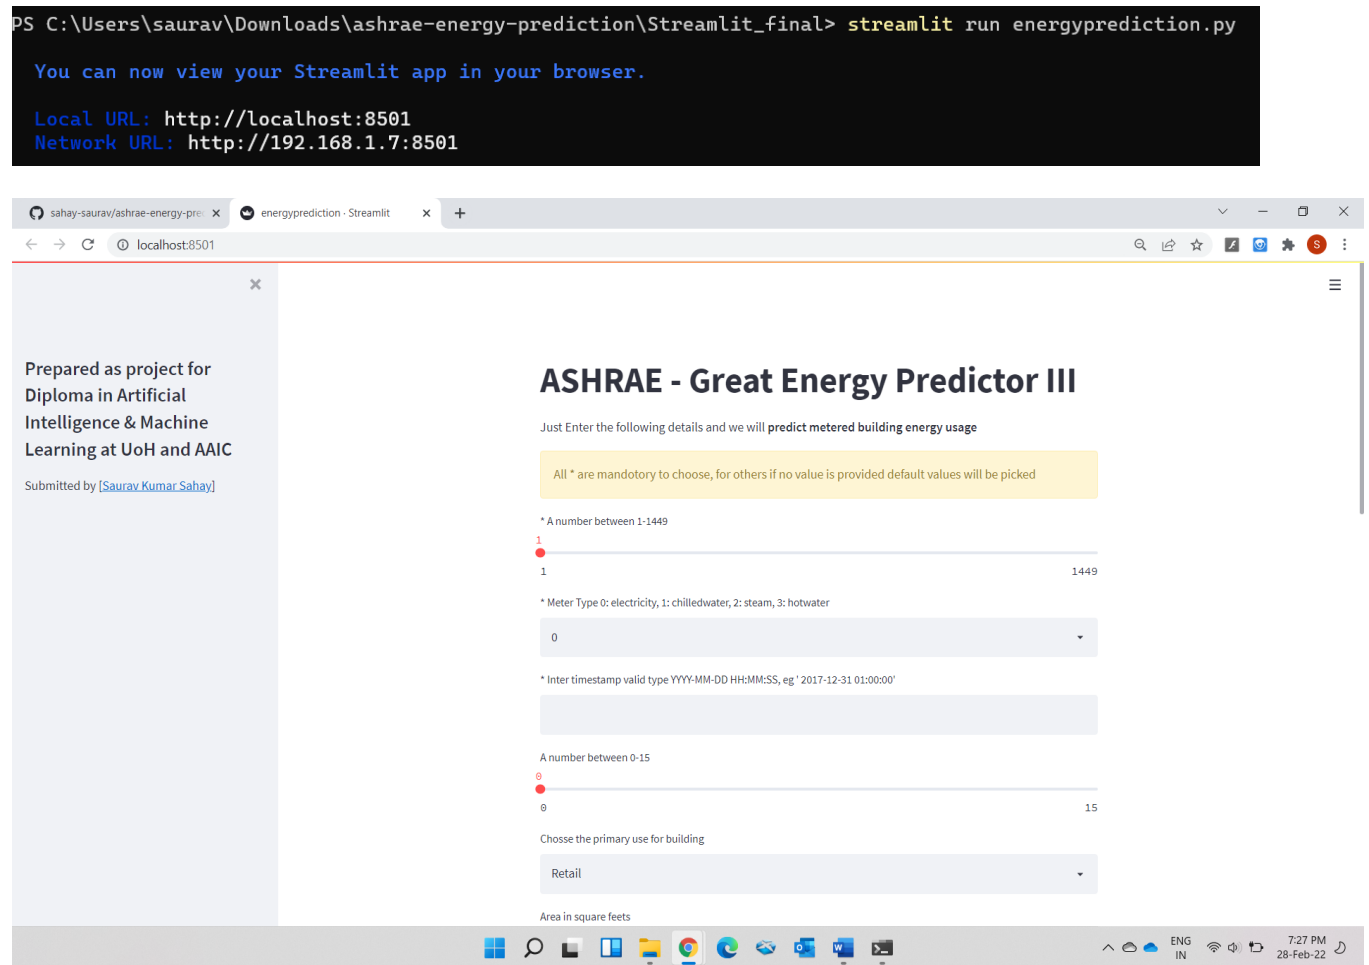 PS C:\Users\saurav\Downloads\ashrae-energy-prediction\Streamlit_final> streamlit run energyprediction.py
You can now view your Streamlit app in your browser.
Local URL: http://localhost:8501
Network URL: http://192.168.1.7:8501
sahay-saurav/ashrae-energy-pre
energyprediction · Streamlit
localhost:8501
S
Prepared as project for
Diploma in Artificial
Intelligence & Machine
Learning at UoH and AAIC
Submitted by [Saurav Kumar Sahay]
ASHRAE - Great Energy Predictor III
Just Enter the following details and we will predict metered building energy usage
All * are mandotory to choose, for others if no value is provided default values will be picked
* A number between 1-1449
1
1 1449
* Meter Type 0: electricity, 1: chilledwater, 2: steam, 3: hotwater
0
* Inter timestamp valid type YYYY-MM-DD HH:MM:SS, eg ' 2017-12-31 01:00:00'
A number between 0-15
0
0 15
Chosse the primary use for building
Retail
Area in square feets
ENG
IN
7:27 PM
28-Feb-22